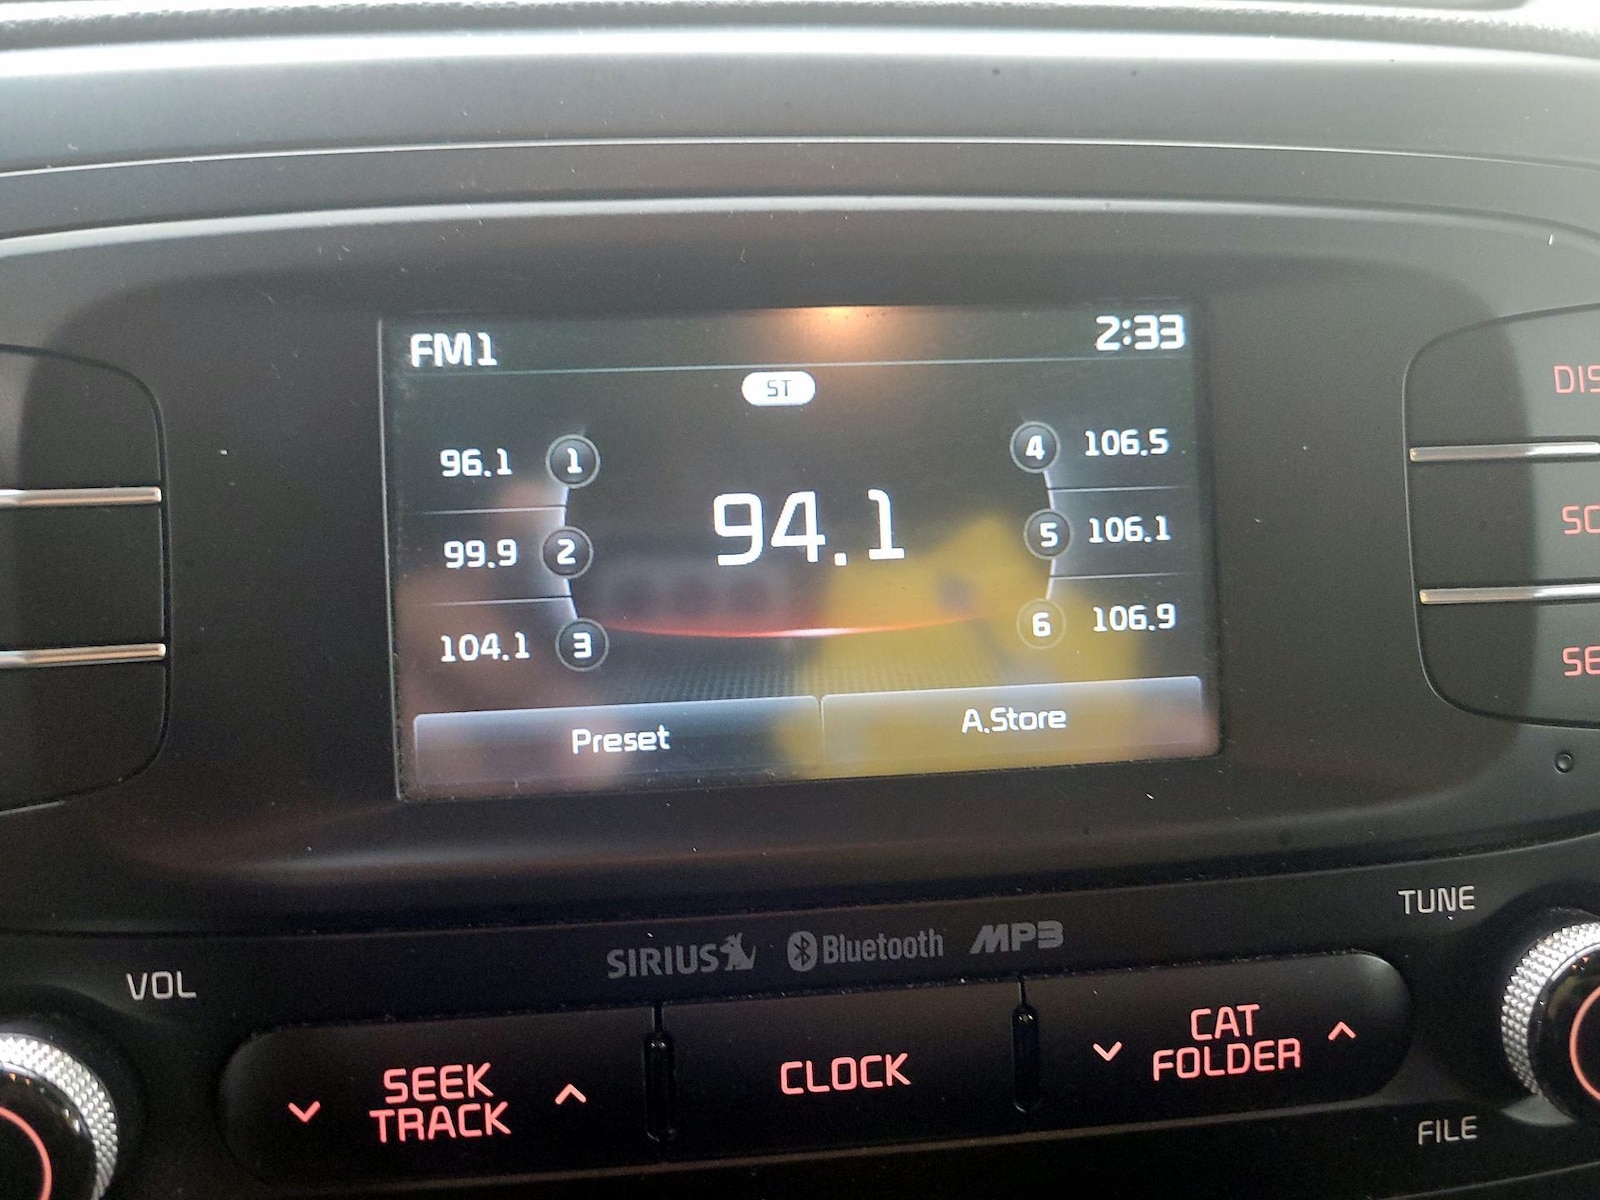 FM1
2:33
ST
96.1 1
4 106.5
94.1
99.9 2
5 106.1
104.1 3
6 106.9
Preset
A.Store
TUNE
SIRIUS Bluetooth MP3
VOL
SEEK
TRACK
CLOCK
CAT
FOLDER
FILE